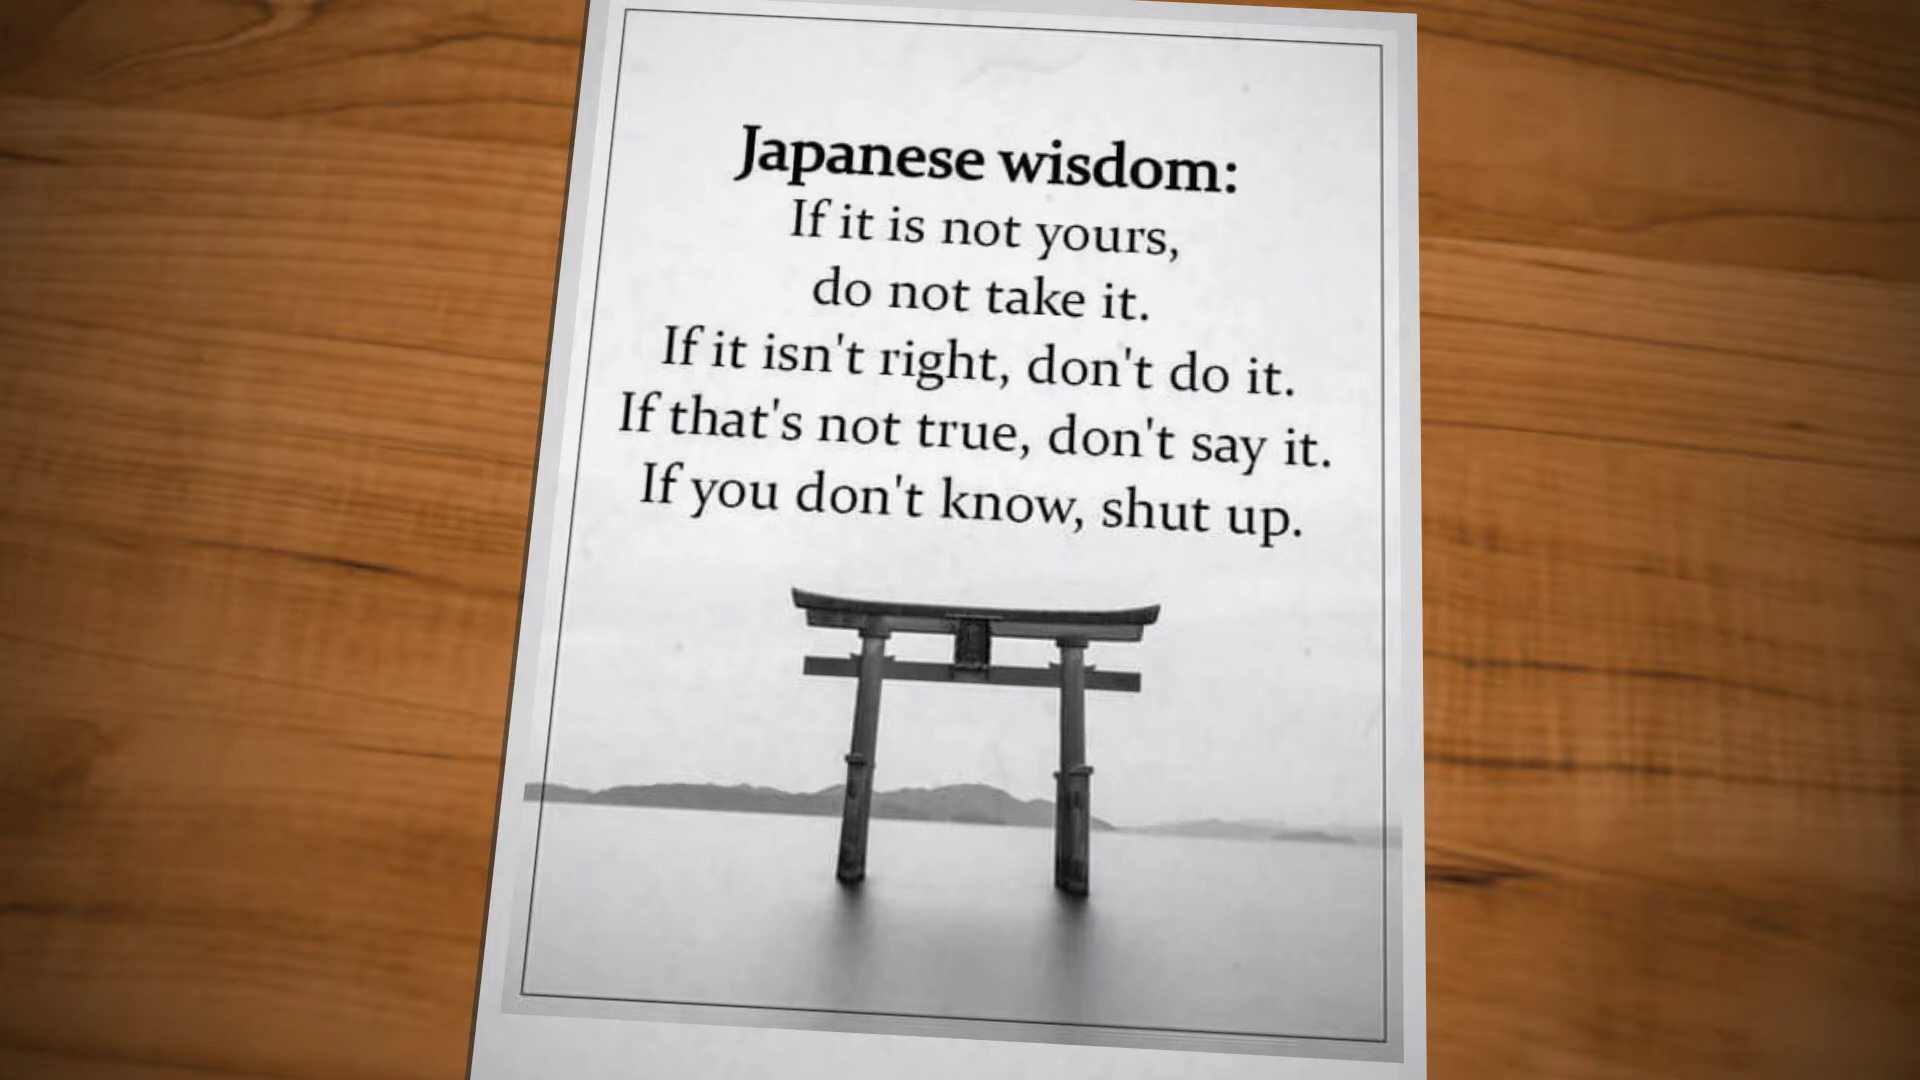 Japanese wisdom:
If it is not yours,
do not take it.
If it isn't right, don't do it.
If that's not true, don't say it.
If you don't know, shut up.